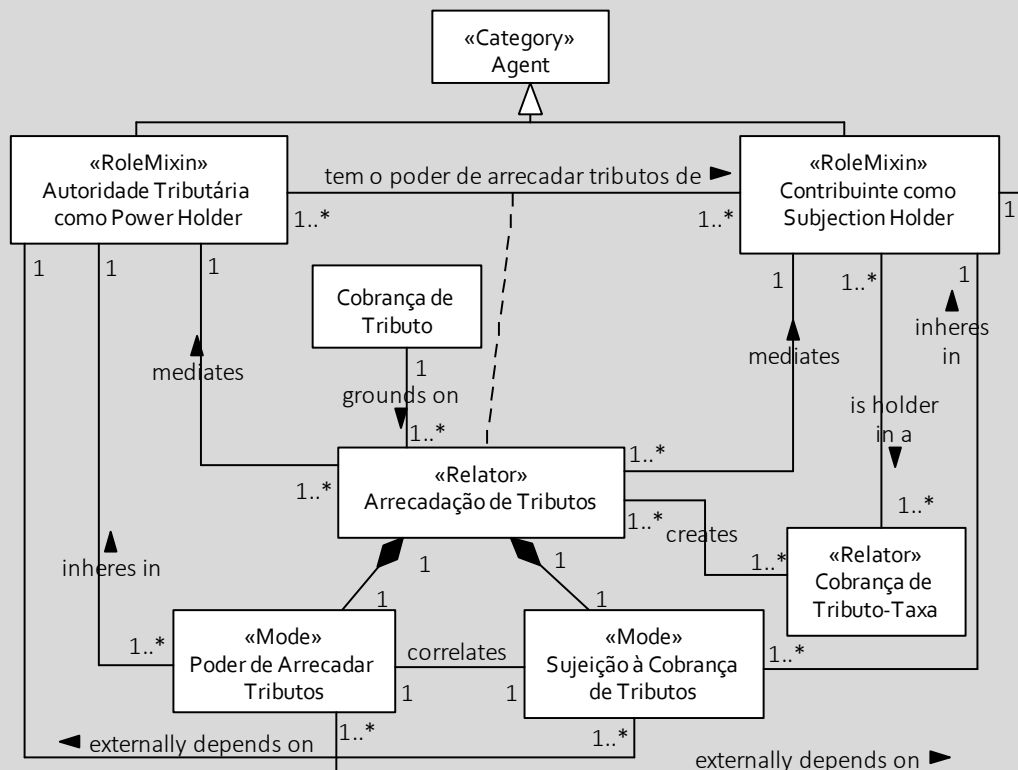 «Category»
Agent
«RoleMixin»
Autoridade Tributária
como Power Holder
tem o poder de arrecadar tributos de
1..*
1..*
«RoleMixin»
Contribuinte como
Subjection Holder
1
1
1
1
1
1..*
1
Cobrança de
Tributo
1
grounds on
1..*
mediates
mediates
inheres
in
is holder
in a
«Relator»
Arrecadação de Tributos
1..*
1..*
1..*
creates
1..*
1..*
«Relator»
Cobrança de
Tributo-Taxa
inheres in
1
1
1
1
1..*
«Mode»
Poder de Arrecadar
Tributos
correlates
1
1
«Mode»
Sujeição à Cobrança
de Tributos
1..*
1..*
1..*
externally depends on
externally depends on